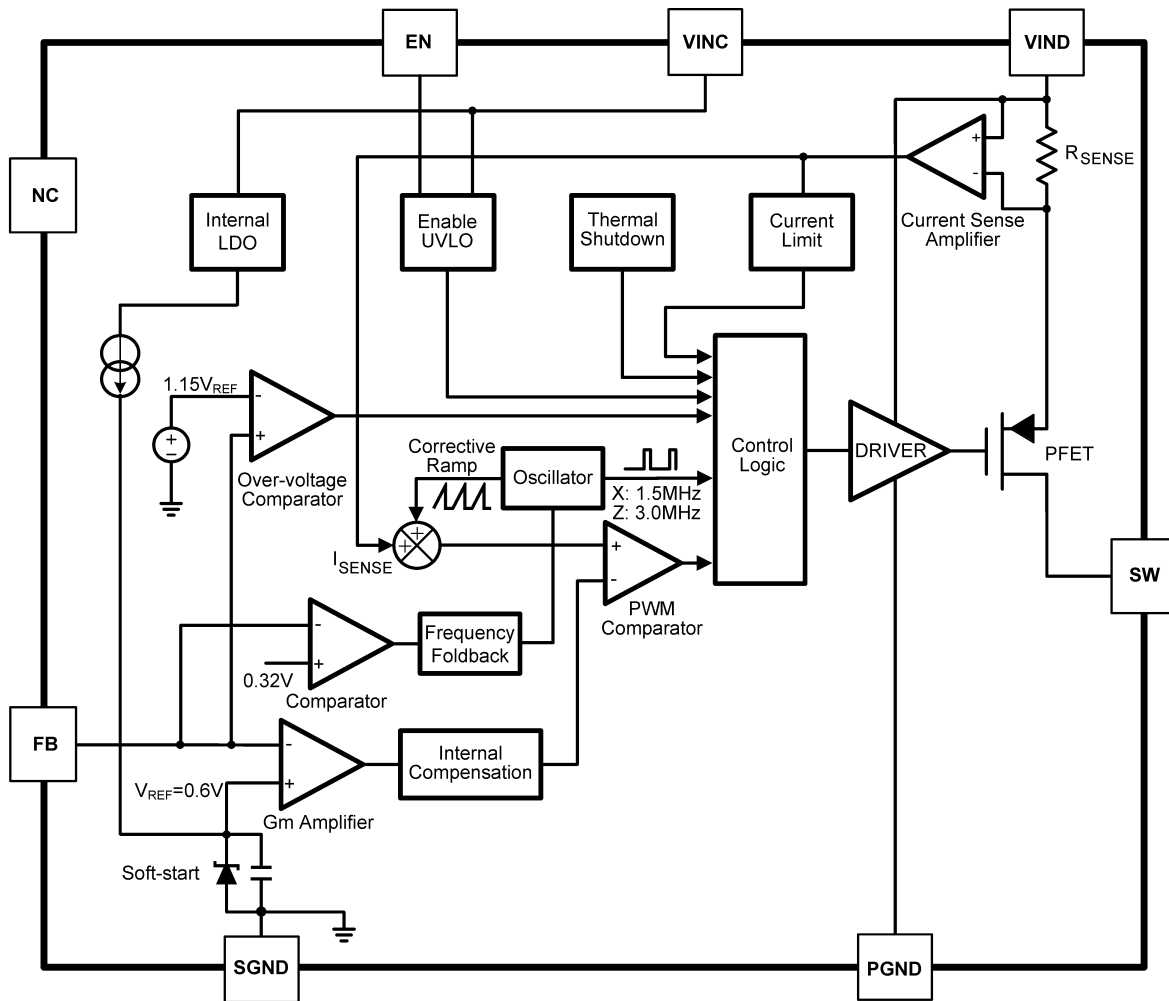 EN
VINC
VIND
NC
Internal
LDO
Enable
UVLO
Thermal
Shutdown
Current
Limit
+
-
Current Sense
Amplifier
RSENSE
1.15VREF
+
−
-
+
Over-voltage
Comparator
Corrective
Ramp
Oscillator
X: 1.5MHz
Z: 3.0MHz
Control
Logic
DRIVER
PFET
+
+
ISENSE
+
-
PWM
Comparator
SW
-
+
0.32V
Comparator
Frequency
Foldback
FB
-
+
VREF=0.6V
Gm Amplifier
Internal
Compensation
Soft-start
SGND
PGND